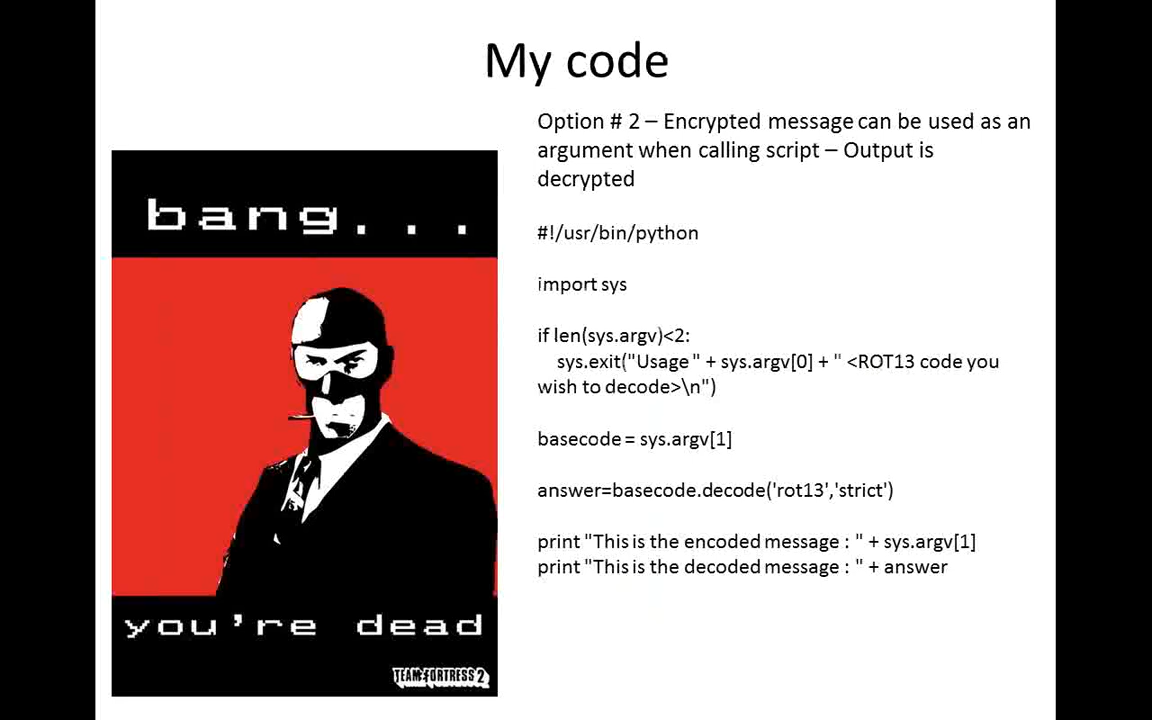 My code
Option # 2 – Encrypted message can be used as an
argument when calling script – Output is
decrypted
#!/usr/bin/python
import sys
if len(sys.argv)<2:
    sys.exit("Usage " + sys.argv[0] + " <ROT13 code you
wish to decode>\n")
basecode = sys.argv[1]
answer=basecode.decode('rot13','strict')
print "This is the encoded message : " + sys.argv[1]
print "This is the decoded message : " + answer
bang...
you're dead
TEAM FORTRESS 2